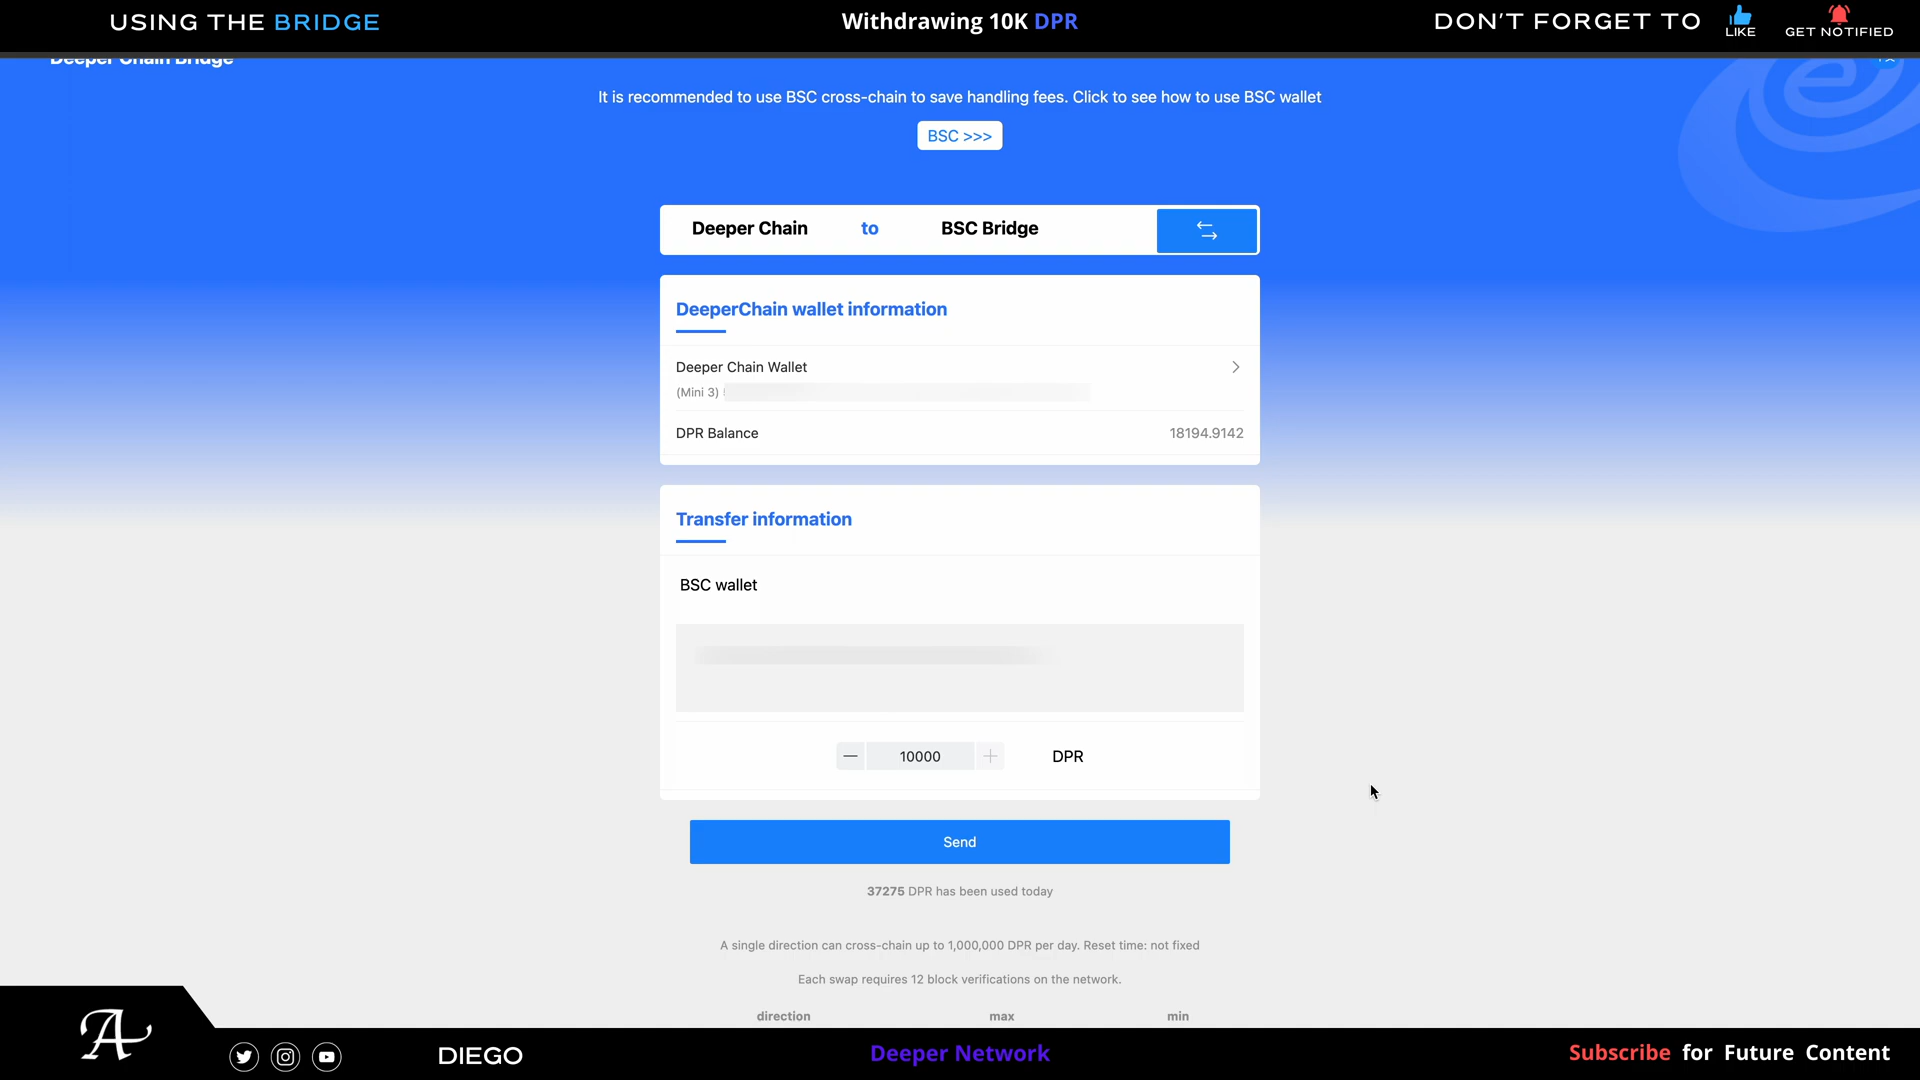 USING THE BRIDGE
Withdrawing 10K DPR
DON'T FORGET TO
LIKE
GET NOTIFIED
Deeper Chain Bridge
It is recommended to use BSC cross-chain to save handling fees. Click to see how to use BSC wallet
BSC >>>
Deeper Chain to BSC Bridge
DeeperChain wallet information
Deeper Chain Wallet
(Mini 3)
DPR Balance 18194.9142
Transfer information
BSC wallet
10000 DPR
Send
37275 DPR has been used today
A single direction can cross-chain up to 1,000,000 DPR per day. Reset time: not fixed
Each swap requires 12 block verifications on the network.
direction max min
A
DIEGO
Deeper Network
Subscribe for Future Content